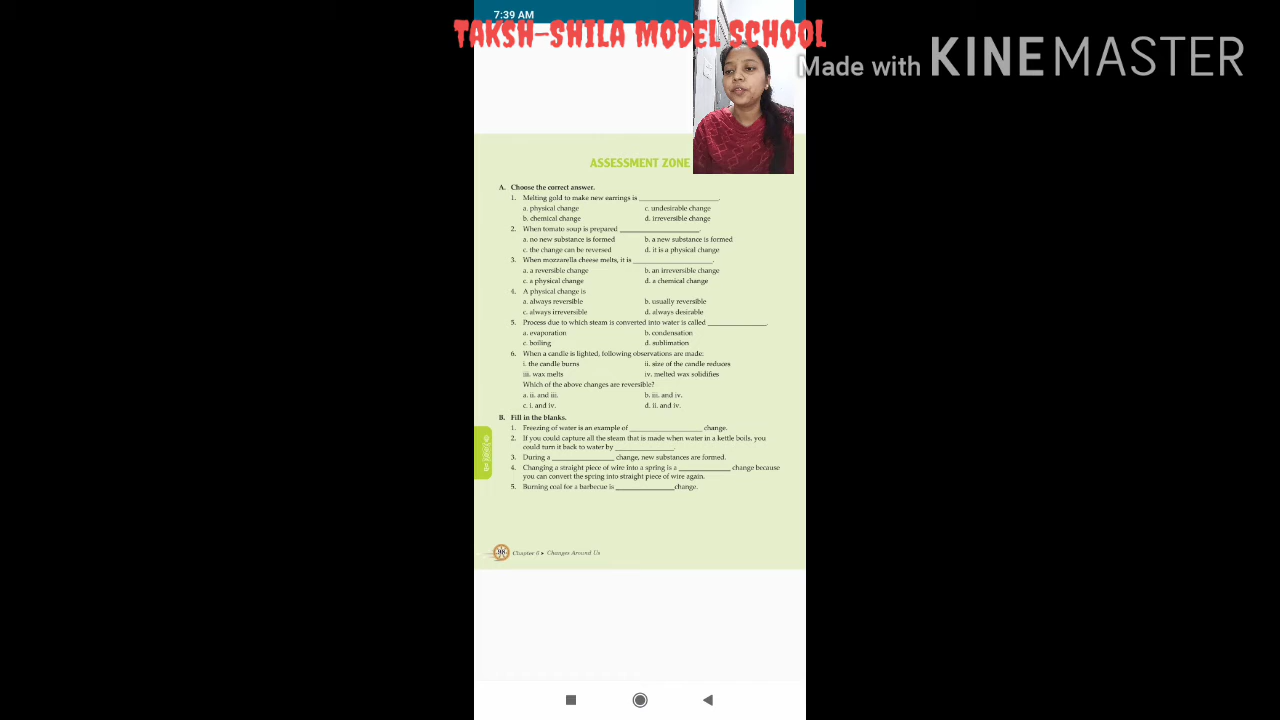 7:39 AM
TAKSH-SHILA MODEL SCHOOL
Made with KINEMASTER
ASSESSMENT ZONE
A. Choose the correct answer.
1. Melting gold to make new earrings is ____________.
a. physical change c. undesirable change
b. chemical change d. irreversible change
2. When tomato soup is prepared ____________.
a. no new substance is formed b. a new substance is formed
c. the change can be reversed d. it is a physical change
3. When mozzarella cheese melts, it is ____________.
a. a reversible change b. an irreversible change
c. a physical change d. a chemical change
4. A physical change is
a. always reversible b. usually reversible
c. always irreversible d. always desirable
5. Process due to which steam is converted into water is called ____________.
a. evaporation b. condensation
c. boiling d. sublimation
6. When a candle is lighted, following observations are made:
i. the candle burns ii. size of the candle reduces
iii. wax melts iv. melted wax solidifies
Which of the above changes are reversible?
a. ii. and iii. b. iii. and iv.
c. i. and iv. d. ii. and iv.
B. Fill in the blanks.
1. Freezing of water is an example of ____________ change.
2. If you could capture all the steam that is made when water in a kettle boils, you
could turn it back to water by ____________.
3. During a ____________ change, new substances are formed.
4. Changing a straight piece of wire into a spring is a ____________ change because
you can convert the spring into straight piece of wire again.
5. Burning coal for a barbecue is ____________change.
98 Chapter 6 ▸ Changes Around Us